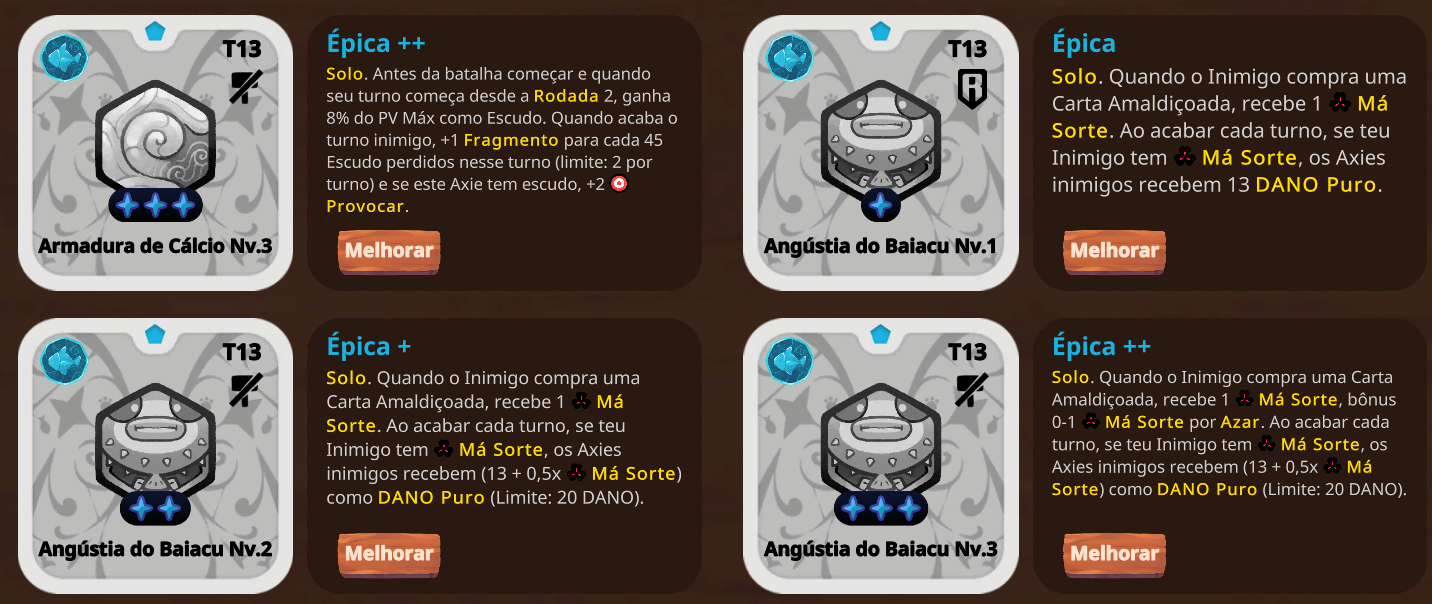 T13
Armadura de Cálcio Nv.3
Épica ++
Solo. Antes da batalha começar e quando
seu turno começa desde a Rodada 2, ganha
8% do PV Máx como Escudo. Quando acaba o
turno inimigo, +1 Fragmento para cada 45
Escudo perdidos nesse turno (limite: 2 por
turno) e se este Axie tem escudo, +2
Provocar.
Melhorar
T13
Angústia do Baiacu Nv.1
Épica
Solo. Quando o Inimigo compra uma
Carta Amaldiçoada, recebe 1 Má
Sorte. Ao acabar cada turno, se teu
Inimigo tem Má Sorte, os Axies
inimigos recebem 13 DANO Puro.
Melhorar
T13
Angústia do Baiacu Nv.2
Épica +
Solo. Quando o Inimigo compra uma
Carta Amaldiçoada, recebe 1 Má
Sorte. Ao acabar cada turno, se teu
Inimigo tem Má Sorte, os Axies
inimigos recebem (13 + 0,5x Má Sorte)
como DANO Puro (Limite: 20 DANO).
Melhorar
T13
Angústia do Baiacu Nv.3
Épica ++
Solo. Quando o Inimigo compra uma Carta
Amaldiçoada, recebe 1 Má Sorte, bônus
0-1 Má Sorte por Azar. Ao acabar cada
turno, se teu Inimigo tem Má Sorte, os
Axies inimigos recebem (13 + 0,5x Má
Sorte) como DANO Puro (Limite: 20 DANO).
Melhorar